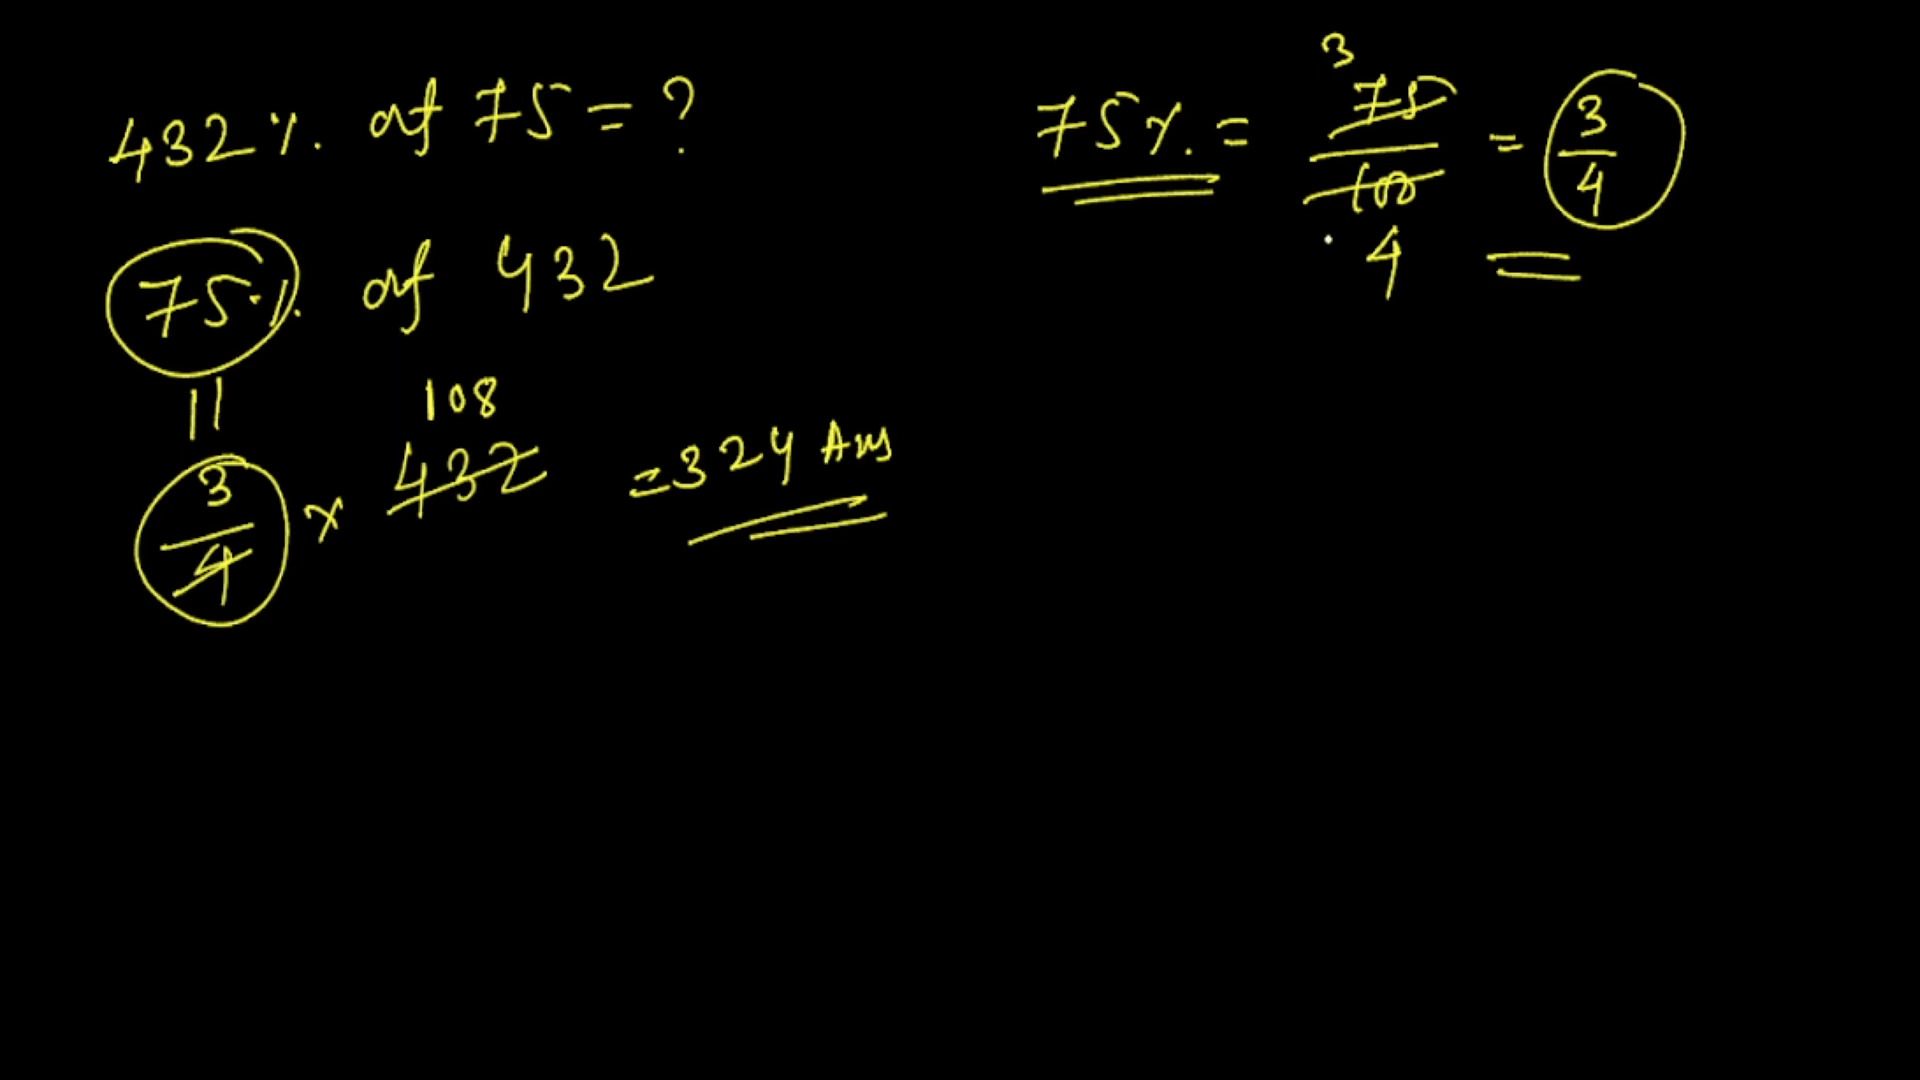 432%. of 75 = ?
75%. of 432
||
108
3/4 × 432 = 324 Ans
3
75%. = 75/100 = 3/4
4